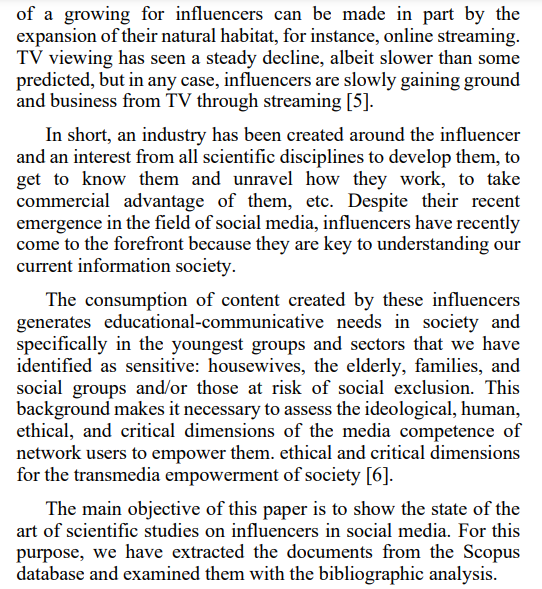 of a growing for influencers can be made in part by the
expansion of their natural habitat, for instance, online streaming.
TV viewing has seen a steady decline, albeit slower than some
predicted, but in any case, influencers are slowly gaining ground
and business from TV through streaming [5].
In short, an industry has been created around the influencer
and an interest from all scientific disciplines to develop them, to
get to know them and unravel how they work, to take
commercial advantage of them, etc. Despite their recent
emergence in the field of social media, influencers have recently
come to the forefront because they are key to understanding our
current information society.
The consumption of content created by these influencers
generates educational-communicative needs in society and
specifically in the youngest groups and sectors that we have
identified as sensitive: housewives, the elderly, families, and
social groups and/or those at risk of social exclusion. This
background makes it necessary to assess the ideological, human,
ethical, and critical dimensions of the media competence of
network users to empower them. ethical and critical dimensions
for the transmedia empowerment of society [6].
The main objective of this paper is to show the state of the
art of scientific studies on influencers in social media. For this
purpose, we have extracted the documents from the Scopus
database and examined them with the bibliographic analysis.